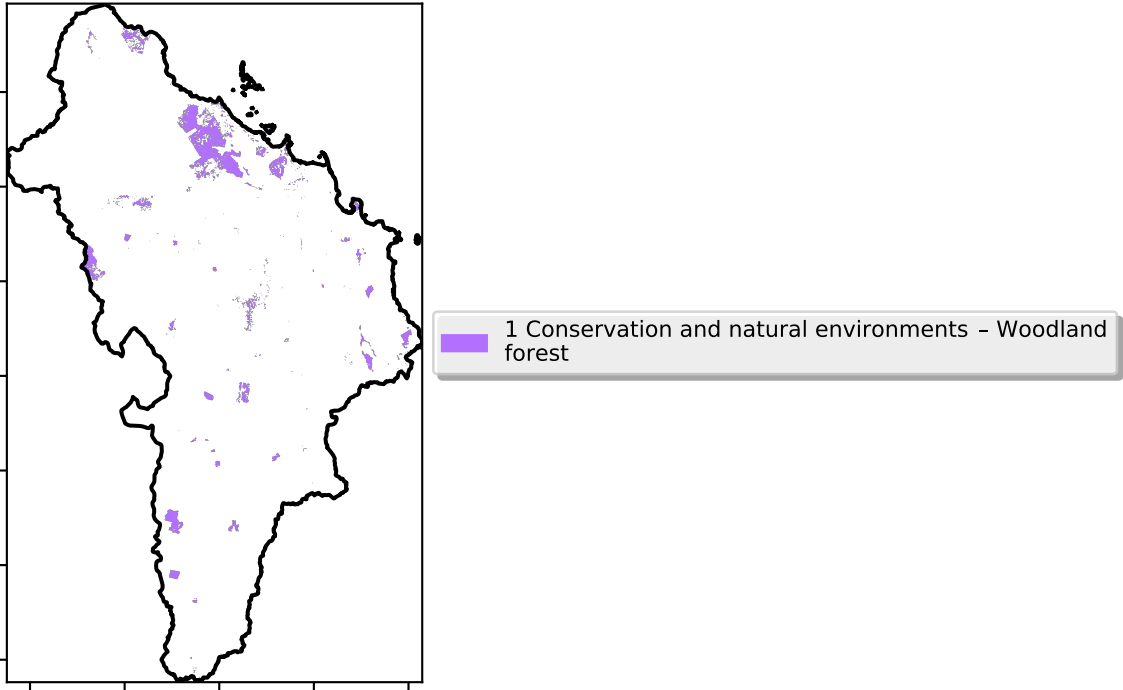 1 Conservation and natural environments – Woodland
forest